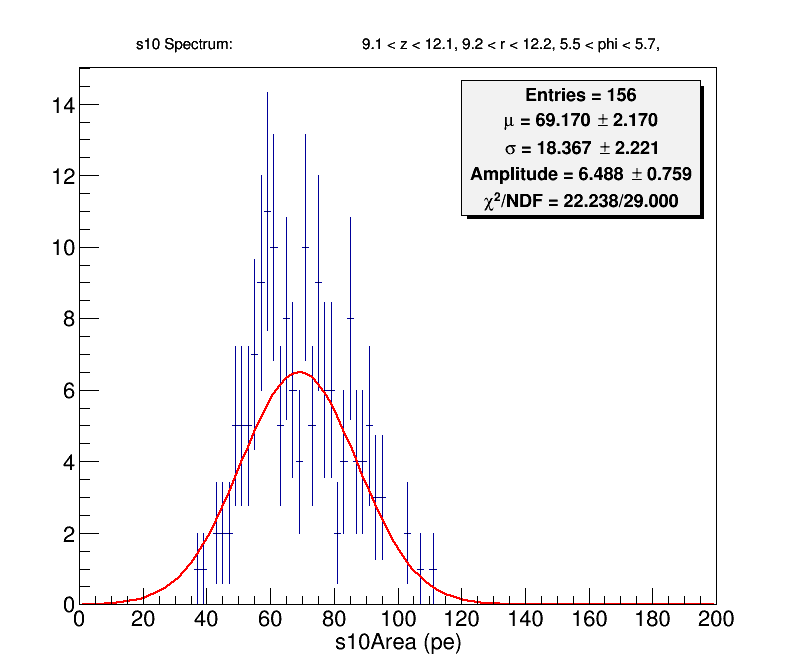 s10 Spectrum: 9.1 < z < 12.1, 9.2 < r < 12.2, 5.5 < phi < 5.7,
Entries = 156
μ = 69.170 ± 2.170
σ = 18.367 ± 2.221
Amplitude = 6.488 ± 0.759
χ²/NDF = 22.238/29.000
14
12
10
8
6
4
2
0
0 20 40 60 80 100 120 140 160 180 200
s10Area (pe)